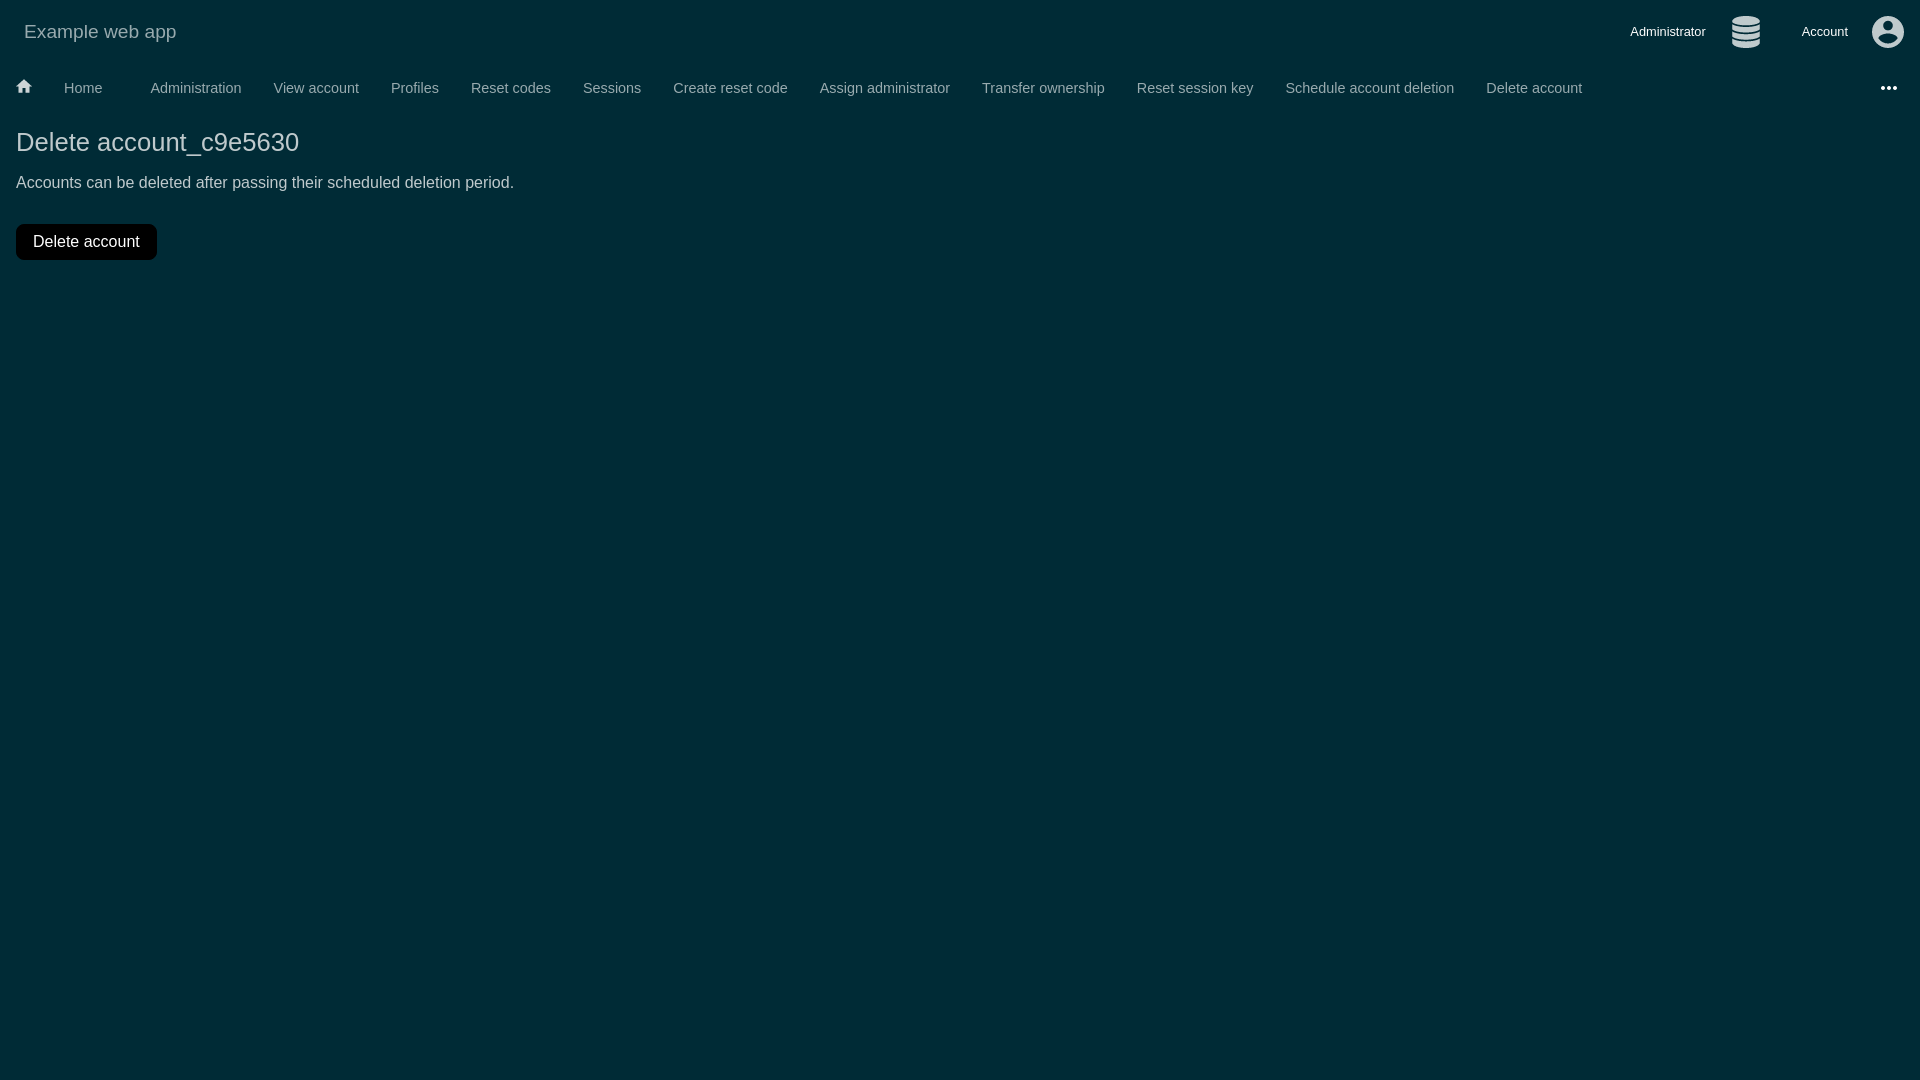 Example web app
Administrator
Account
Home
Administration
View account
Profiles
Reset codes
Sessions
Create reset code
Assign administrator
Transfer ownership
Reset session key
Schedule account deletion
Delete account
Delete account_c9e5630
Accounts can be deleted after passing their scheduled deletion period.
Delete account